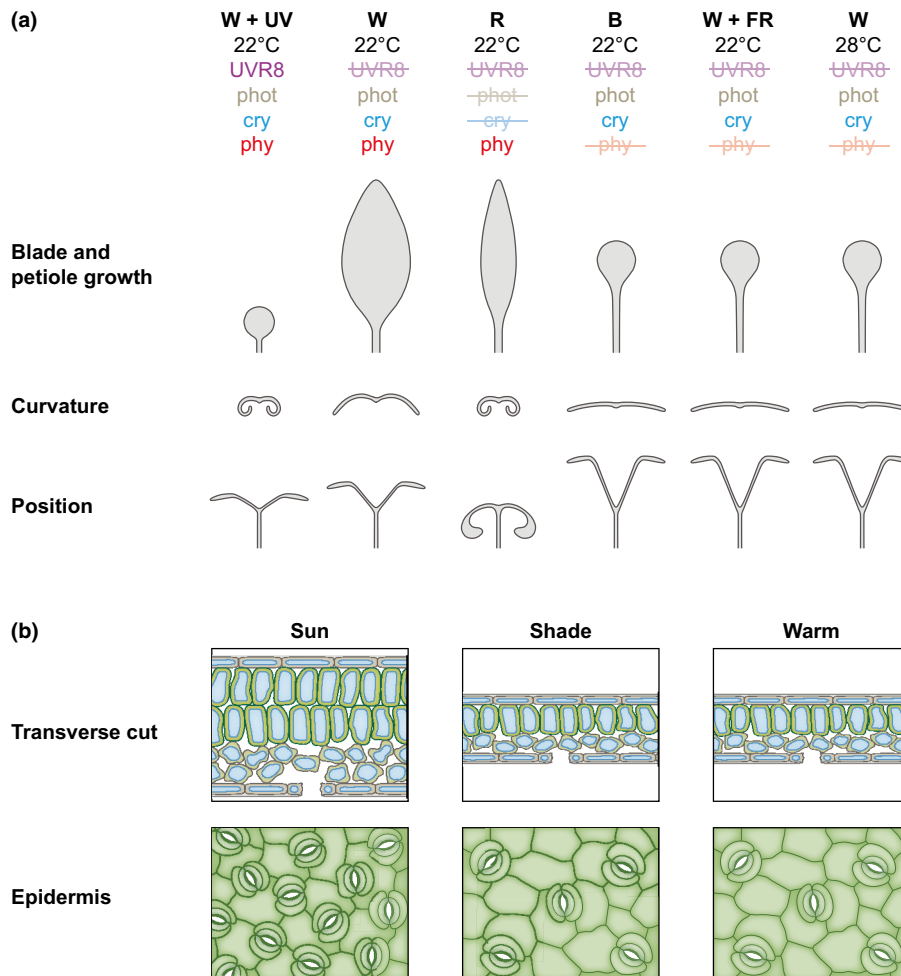 (a)
W + UV W R B W + FR W
22°C 22°C 22°C 22°C 22°C 28°C
UVR8 UVR8 UVR8 UVR8 UVR8 UVR8
phot phot phot phot phot phot
cry cry cry cry cry cry
phy phy phy phy phy phy
Blade and
petiole growth
Curvature
Position
(b)
Sun Shade Warm
Transverse cut
Epidermis